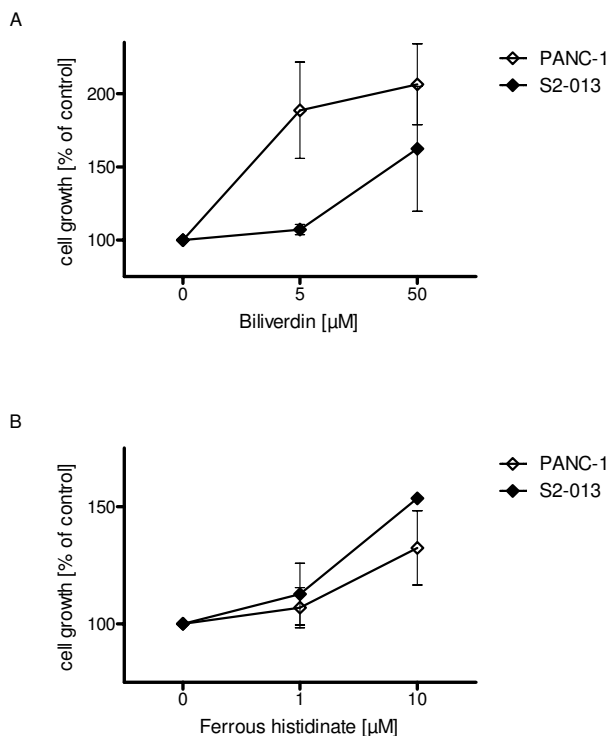 A
cell growth [% of control]
200
150
100
0 5 50
Biliverdin [µM]
PANC-1
S2-013
B
cell growth [% of control]
150
100
0 1 10
Ferrous histidinate [µM]
PANC-1
S2-013